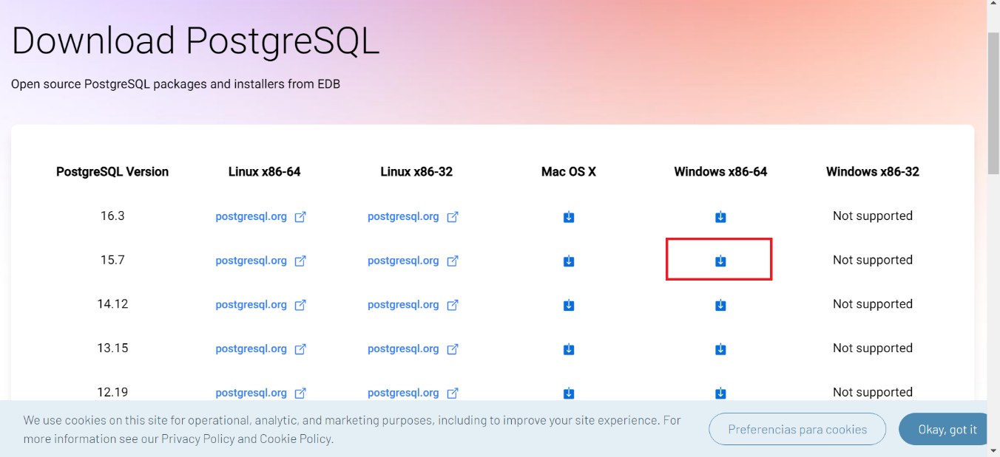 Download PostgreSQL
Open source PostgreSQL packages and installers from EDB
PostgreSQL Version Linux x86-64 Linux x86-32 Mac OS X Windows x86-64 Windows x86-32
16.3 postgresql.org postgresql.org Not supported
15.7 postgresql.org postgresql.org Not supported
14.12 postgresql.org postgresql.org Not supported
13.15 postgresql.org postgresql.org Not supported
12.19 postgresql.org postgresql.org Not supported
We use cookies on this site for operational, analytic, and marketing purposes, including to improve your site experience. For
more information see our Privacy Policy and Cookie Policy.
Preferencias para cookies
Okay, got it